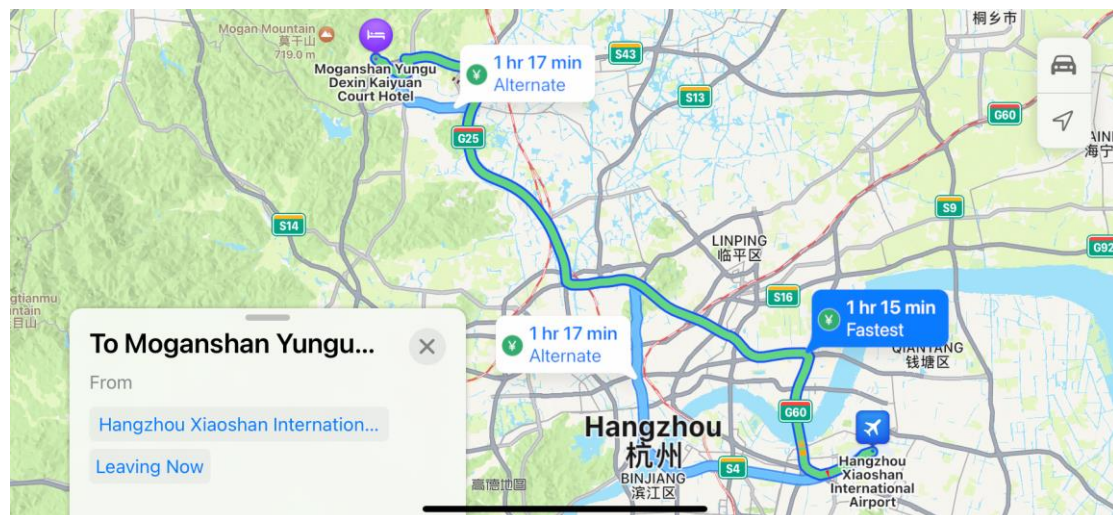 Mogan Mountain
莫干山
719.0 m
Moganshan Yungu
Dexin Kaiyuan
Court Hotel
1 hr 17 min
Alternate
S43
桐乡市
S13
G60
海宁
G25
S14
S9
G92
LINPING
临平区
S16
1 hr 15 min
Fastest
QIANTANG
钱塘区
1 hr 17 min
Alternate
G60
Hangzhou
杭州
BINJIANG
滨江区
S4
Hangzhou
Xiaoshan
International
Airport
高德地图
gtianmu
ntain
目山
To Moganshan Yungu...
From
Hangzhou Xiaoshan Internation...
Leaving Now